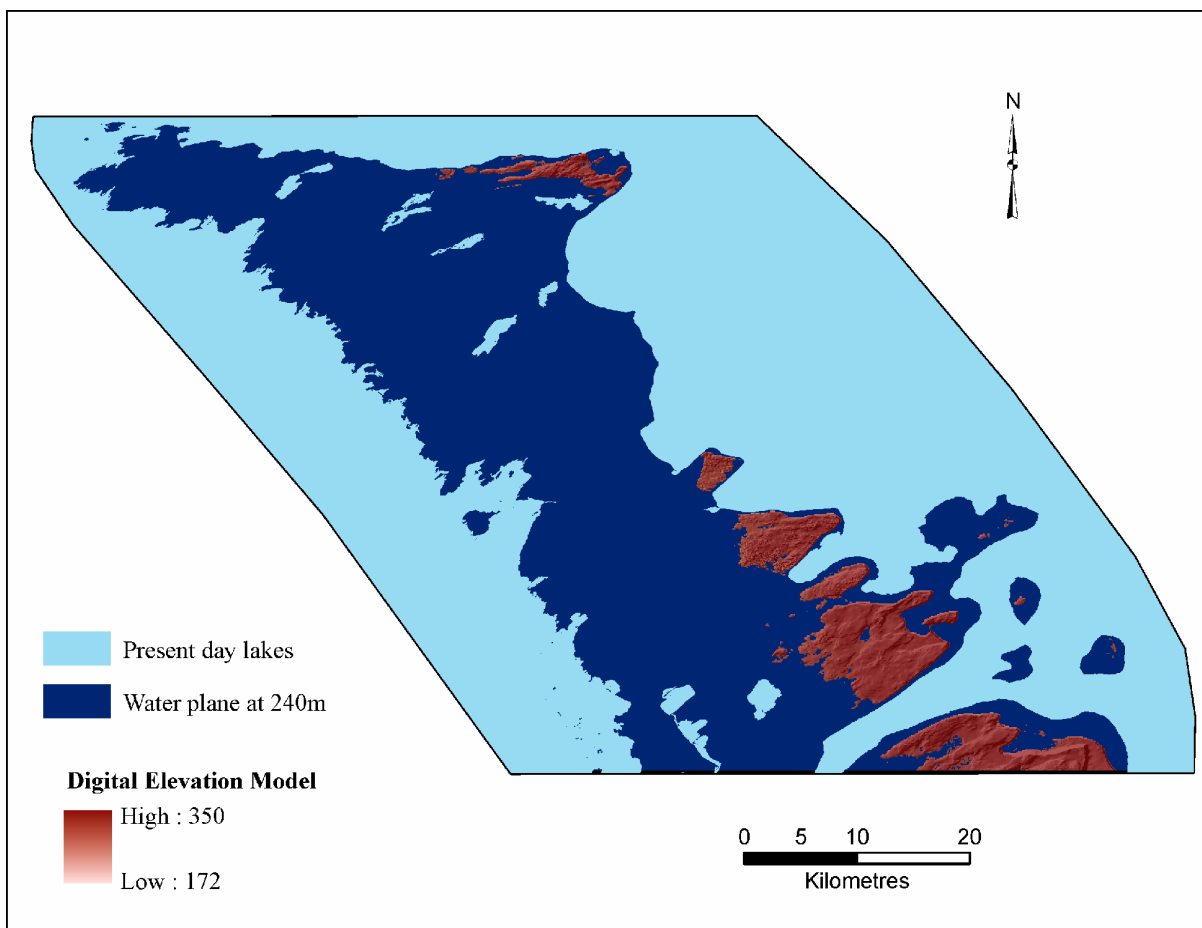 N
Present day lakes
Water plane at 240m
Digital Elevation Model
High : 350
Low : 172
0 5 10 20
Kilometres